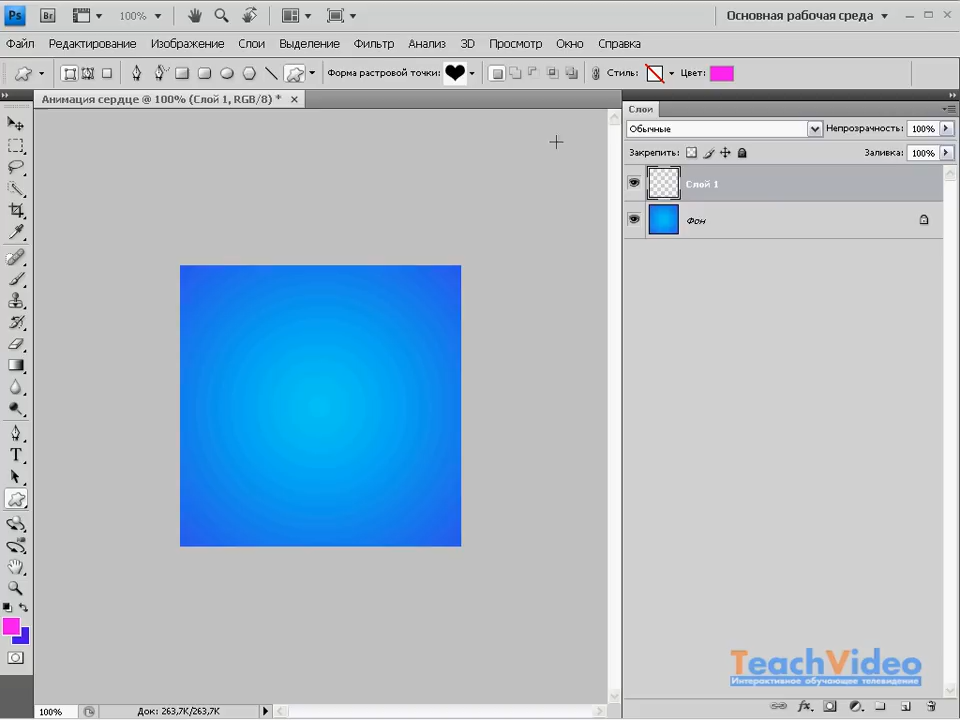 Ps Br 100% Основная рабочая среда
Файл Редактирование Изображение Слои Выделение Фильтр Анализ 3D Просмотр Окно Справка
Форма растровой точки: Стиль: Цвет:
Анимация сердце @ 100% (Слой 1, RGB/8) *
Слои
Обычные Непрозрачность: 100%
Закрепить: Заливка: 100%
Слой 1
Фон
T
TeachVideo
Интерактивное обучающее телевидение
100% Док: 263,7K/263,7K
fx